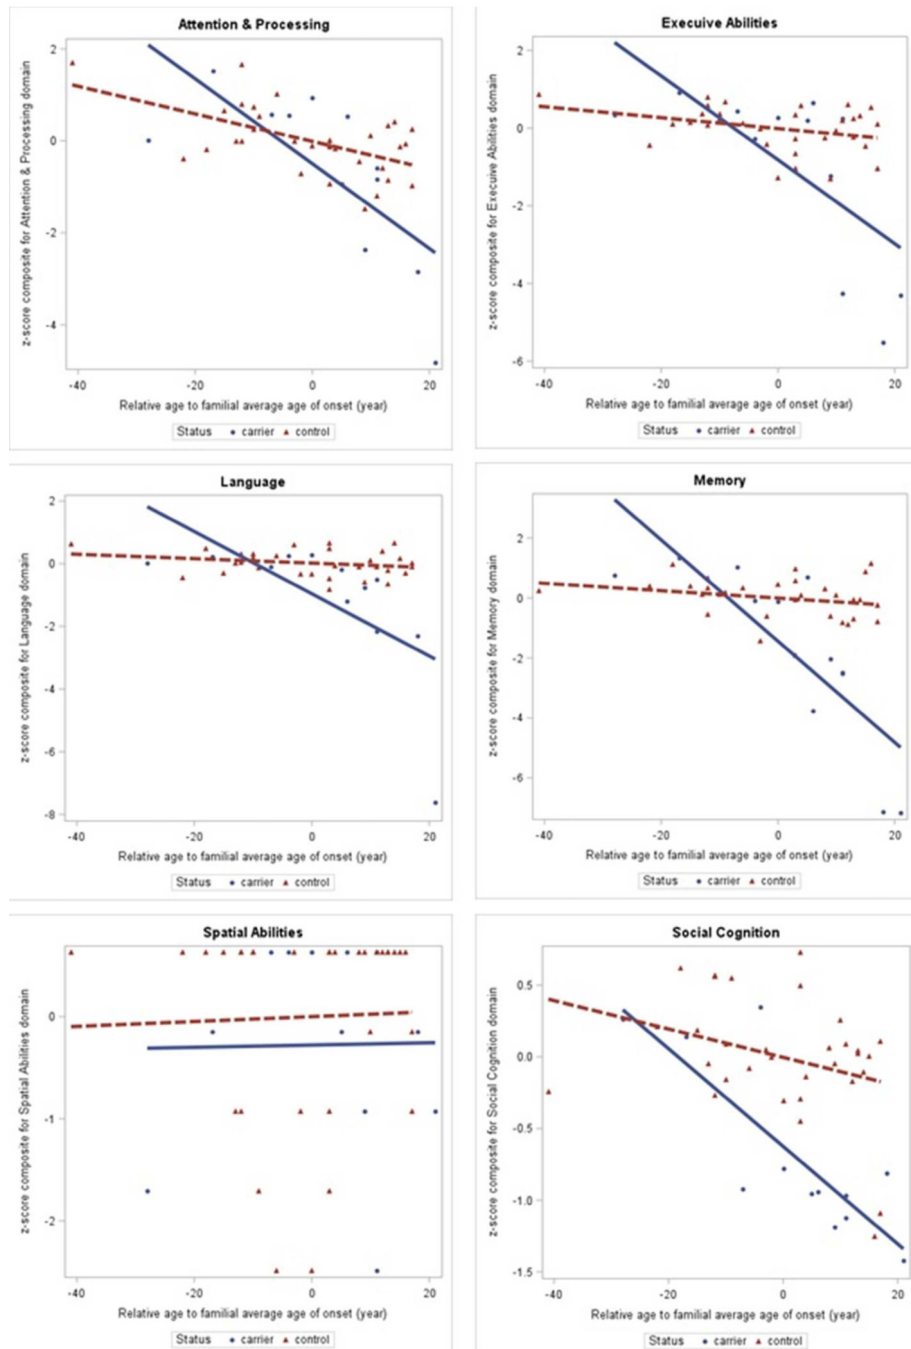 Attention & Processing
z-score composite for Attention & Processing domain
2
0
-2
-4
-40
-20
0
20
Relative age to familial average age of onset (year)
Status carrier control
Execuive Abilities
z-score composite for Execuive Abilities domain
2
0
-2
-4
-6
-40
-20
0
20
Relative age to familial average age of onset (year)
Status carrier control
Language
z-score composite for Language domain
2
0
-2
-4
-6
-8
-40
-20
0
20
Relative age to familial average age of onset (year)
Status carrier control
Memory
z-score composite for Memory domain
2
0
-2
-4
-6
-40
-20
0
20
Relative age to familial average age of onset (year)
Status carrier control
Spatial Abilities
z-score composite for Spatial Abilities domain
0
-1
-2
-40
-20
0
20
Relative age to familial average age of onset (year)
Status carrier control
Social Cognition
z-score composite for Social Cognition domain
0.5
0.0
-0.5
-1.0
-1.5
-40
-20
0
20
Relative age to familial average age of onset (year)
Status carrier control